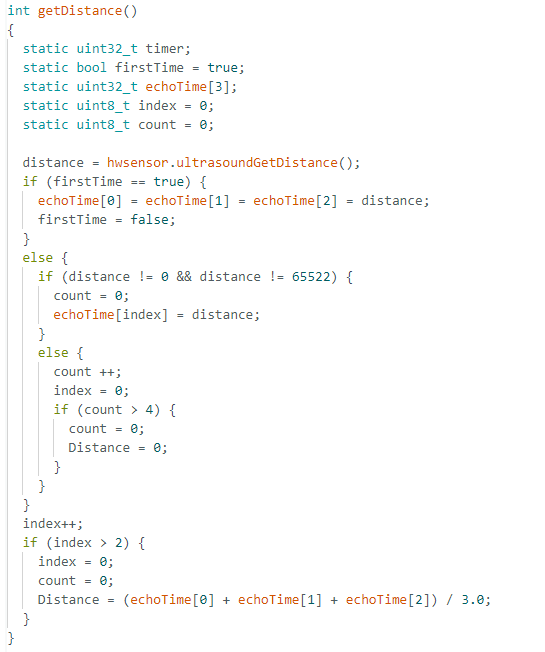 int getDistance()
{
  static uint32_t timer;
  static bool firstTime = true;
  static uint32_t echoTime[3];
  static uint8_t index = 0;
  static uint8_t count = 0;

  distance = hwsensor.ultrasoundGetDistance();
  if (firstTime == true) {
    echoTime[0] = echoTime[1] = echoTime[2] = distance;
    firstTime = false;
  }
  else {
    if (distance != 0 && distance != 65522) {
      count = 0;
      echoTime[index] = distance;
    }
    else {
      count ++;
      index = 0;
      if (count > 4) {
        count = 0;
        Distance = 0;
      }
    }
  }
  index++;
  if (index > 2) {
    index = 0;
    count = 0;
    Distance = (echoTime[0] + echoTime[1] + echoTime[2]) / 3.0;
  }
}